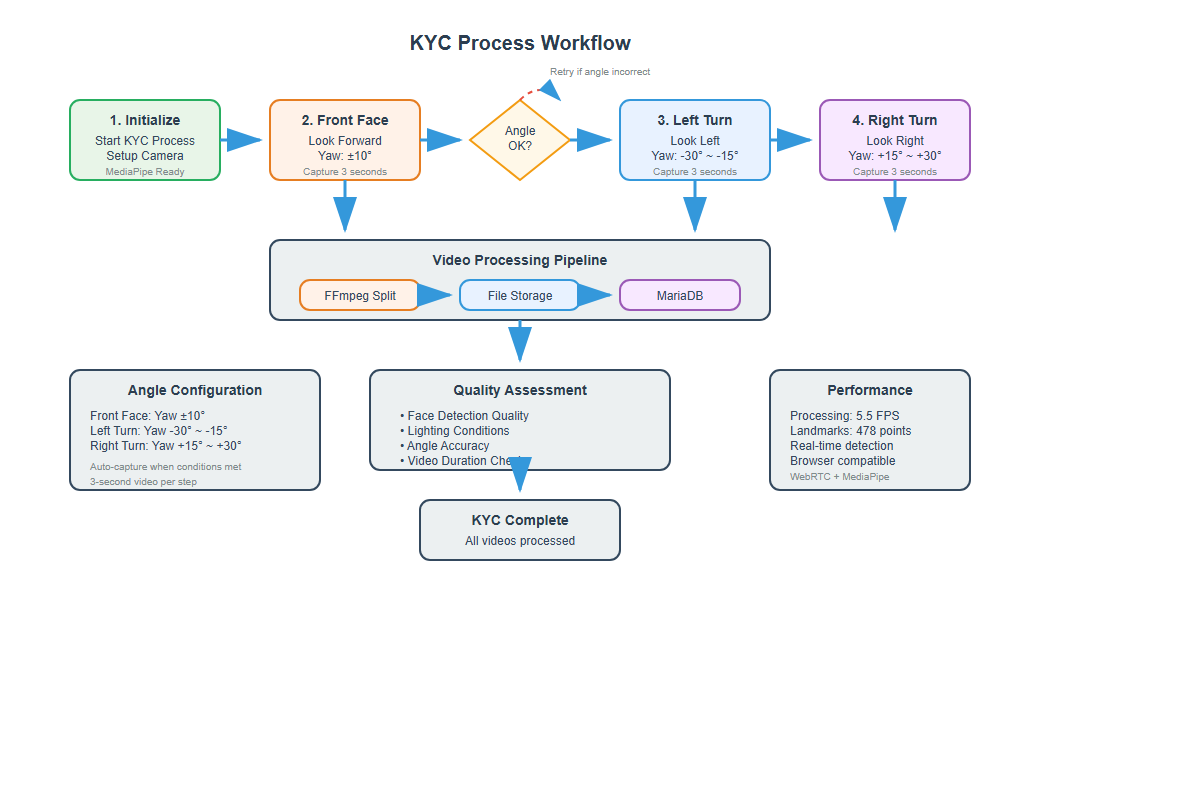 KYC Process Workflow
Retry if angle incorrect
1. Initialize
Start KYC Process
Setup Camera
MediaPipe Ready
2. Front Face
Look Forward
Yaw: ±10°
Capture 3 seconds
Angle
OK?
3. Left Turn
Look Left
Yaw: -30° ~ -15°
Capture 3 seconds
4. Right Turn
Look Right
Yaw: +15° ~ +30°
Capture 3 seconds
Video Processing Pipeline
FFmpeg Split
File Storage
MariaDB
Angle Configuration
Front Face: Yaw ±10°
Left Turn: Yaw -30° ~ -15°
Right Turn: Yaw +15° ~ +30°
Auto-capture when conditions met
3-second video per step
Quality Assessment
• Face Detection Quality
• Lighting Conditions
• Angle Accuracy
• Video Duration Check
Performance
Processing: 5.5 FPS
Landmarks: 478 points
Real-time detection
Browser compatible
WebRTC + MediaPipe
KYC Complete
All videos processed